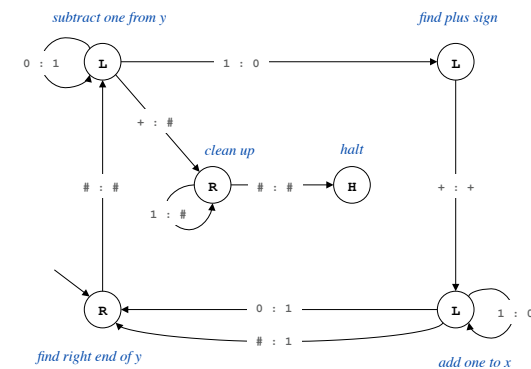 subtract one from y
find plus sign
L
L
0 : 1
1 : 0
+ : #
clean up
halt
R
H
# : #
# : #
+ : +
1 : #
R
L
0 : 1
1 : 0
# : 1
find right end of y
add one to x